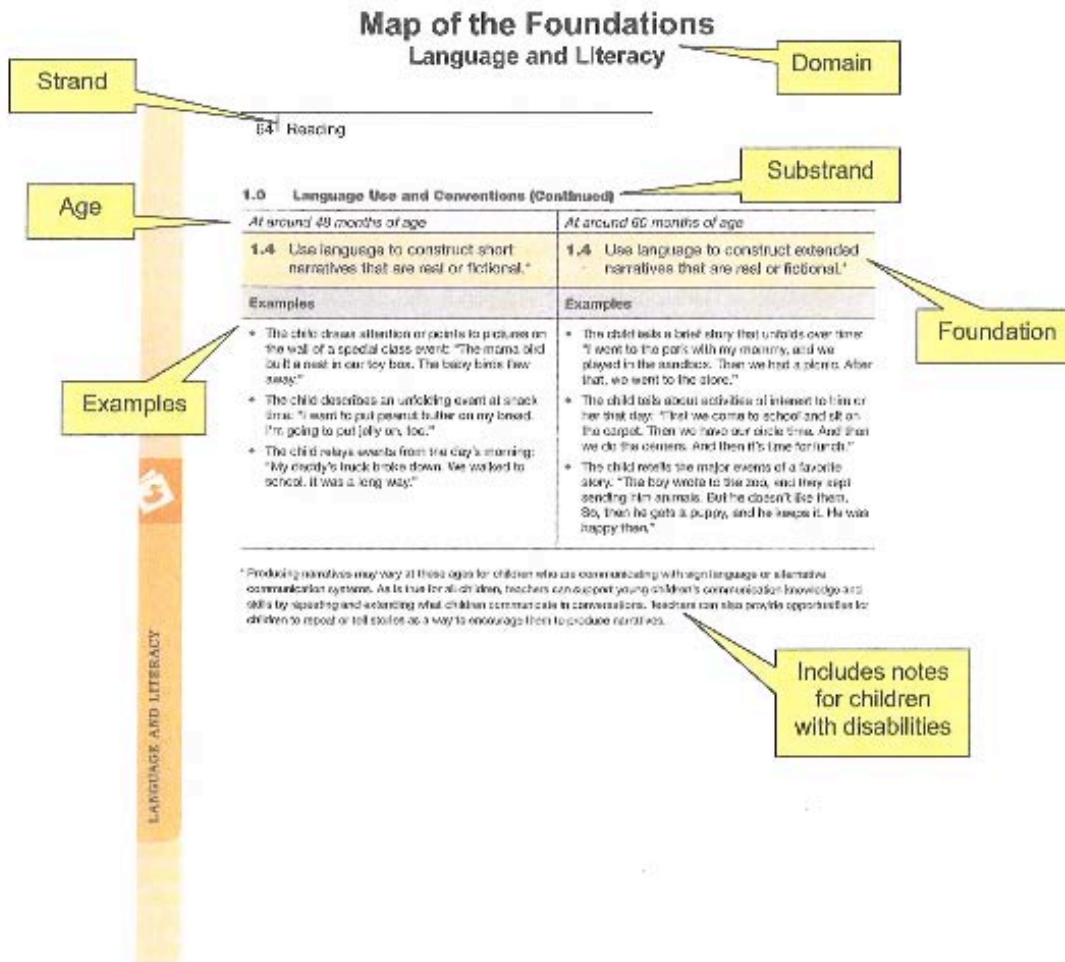 Map of the Foundations
Language and Literacy
Domain
Strand
64 Reading
Substrand
1.0 Language Use and Conventions (Continued)
Age
At around 48 months of age
At around 60 months of age
1.4 Use language to construct short
narratives that are real or fictional.*
1.4 Use language to construct extended
narratives that are real or fictional.*
Foundation
Examples
Examples
Examples
• The child draws attention or points to pictures on
the wall of a special class event: "The mama bird
built a nest in our toy box. The baby birds flew
away."
• The child describes an unfolding event at snack
time: "I want to put peanut butter on my bread.
I'm going to put jelly on, too."
• The child relays events from the day's morning:
"My daddy's truck broke down. We walked to
school. It was a long way."
• The child tells a brief story that unfolds over time:
"I went to the park with my mommy, and we
played in the sandbox. Then we had a picnic. After
that, we went to the store."
• The child tells about activities of interest to him or
her that day: "First we come to school and sit on
the carpet. Then we have our circle time. And then
we do the centers. And then it's time for lunch."
• The child retells the major events of a favorite
story: "The boy wrote to the zoo, and they kept
sending him animals. But he doesn't like them.
So, then he gets a puppy, and he keeps it. He was
happy then."
* Producing narratives may vary at these ages for children who are communicating with sign language or alternative
communication systems. As is true for all children, teachers can support young children's communication knowledge and
skills by repeating and extending what children communicate in conversations. Teachers can also provide opportunities for
children to repeat or tell stories as a way to encourage them to produce narratives.
Includes notes
for children
with disabilities
LANGUAGE AND LITERACY